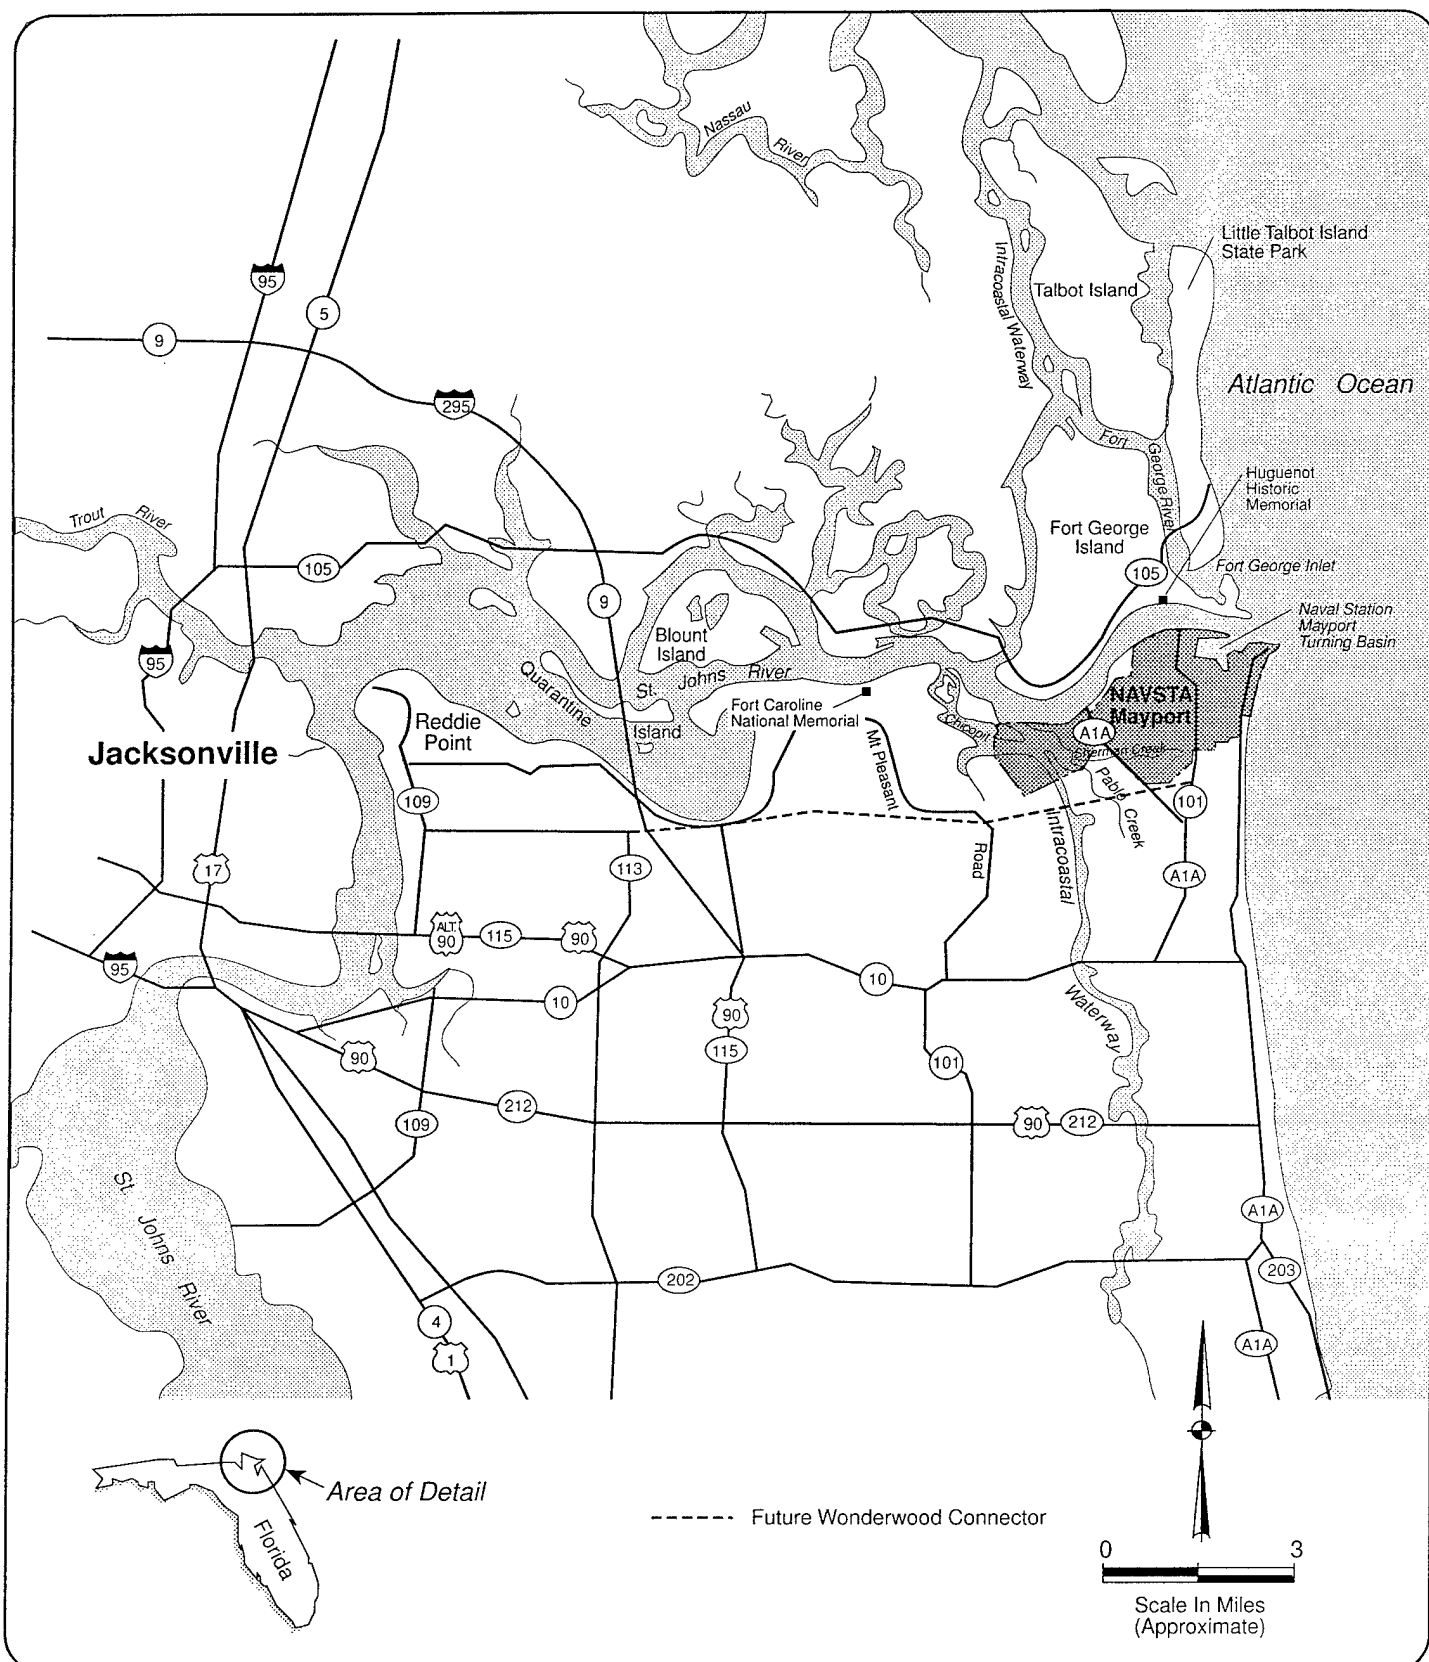 Nassau
River
Little Talbot Island
State Park
Intracoastal Waterway
Talbot Island
95
5
9
Atlantic Ocean
295
Fort
George River
Huguenot
Historic
Memorial
Trout
River
Fort George
Island
105
105
Fort George Inlet
9
Naval Station
Mayport
Turning Basin
Blount
Island
95
Quarantine
Island
St. Johns River
NAVSTA
Mayport
Fort Caroline
National Memorial
Reddie
Point
Chicopit
A1A
Sherman Creek
Jacksonville
Mt Pleasant
Road
Pablo
Creek
109
101
Intracoastal
Waterway
17
113
A1A
ALT.
90
115
90
95
10
10
90
90
115
101
212
109
90
212
St. Johns River
A1A
202
203
4
1
A1A
Area of Detail
Florida
Future Wonderwood Connector
0 3
Scale In Miles
(Approximate)